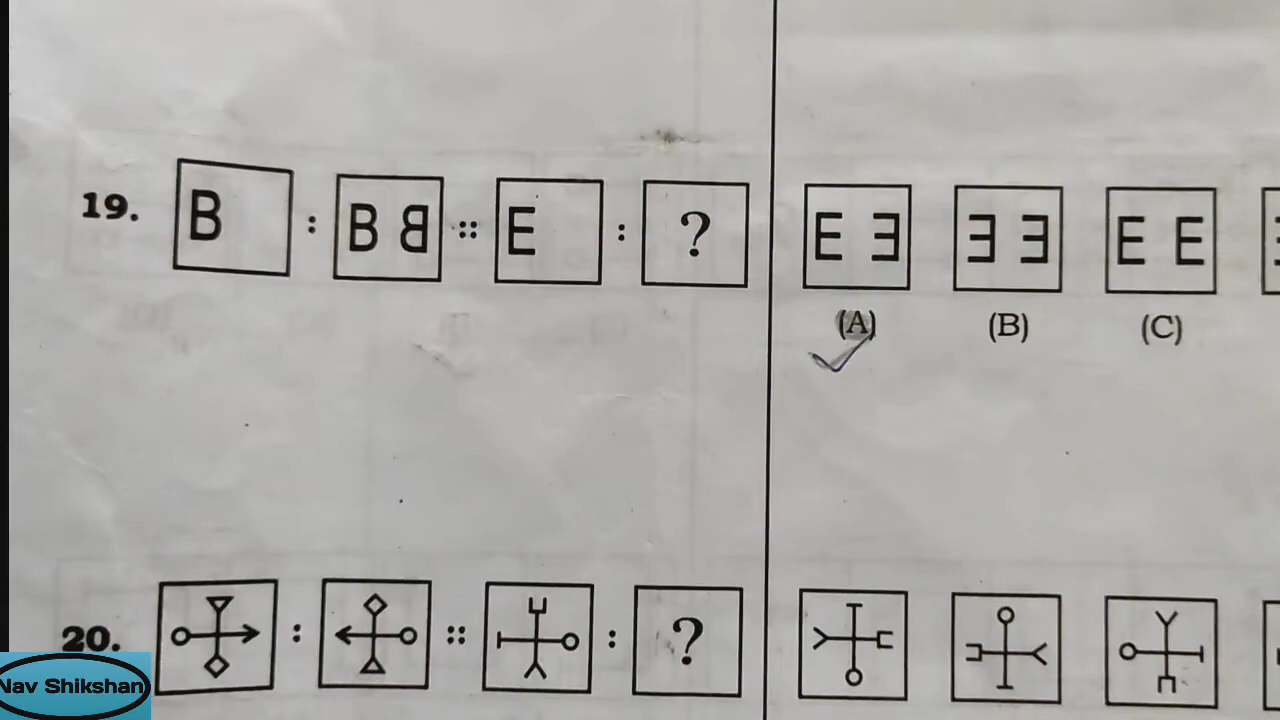 19. B : B ᗺ :: E : ? E Ǝ Ǝ Ǝ E E
(A) (B) (C)
20. : :: : ?
Nav Shikshan